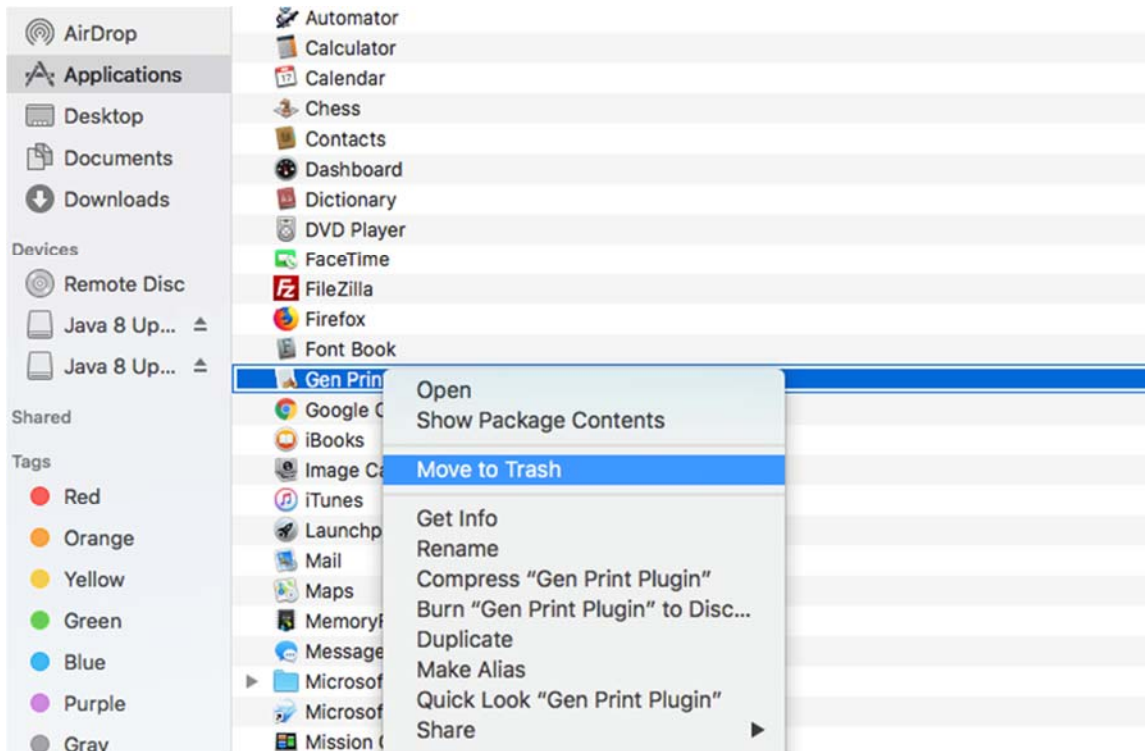 AirDrop
Applications
Desktop
Documents
Downloads
Devices
Remote Disc
Java 8 Up...
Java 8 Up...
Shared
Tags
Red
Orange
Yellow
Green
Blue
Purple
Gray
Automator
Calculator
17
Calendar
Chess
Contacts
Dashboard
Dictionary
DVD Player
FaceTime
Fz FileZilla
Firefox
Font Book
Gen Prin
Google
iBooks
Image
iTunes
Launchp
Mail
Maps
Memory
Message
Microsof
Microsof
Mission
Open
Show Package Contents
Move to Trash
Get Info
Rename
Compress “Gen Print Plugin”
Burn “Gen Print Plugin” to Disc...
Duplicate
Make Alias
Quick Look “Gen Print Plugin”
Share